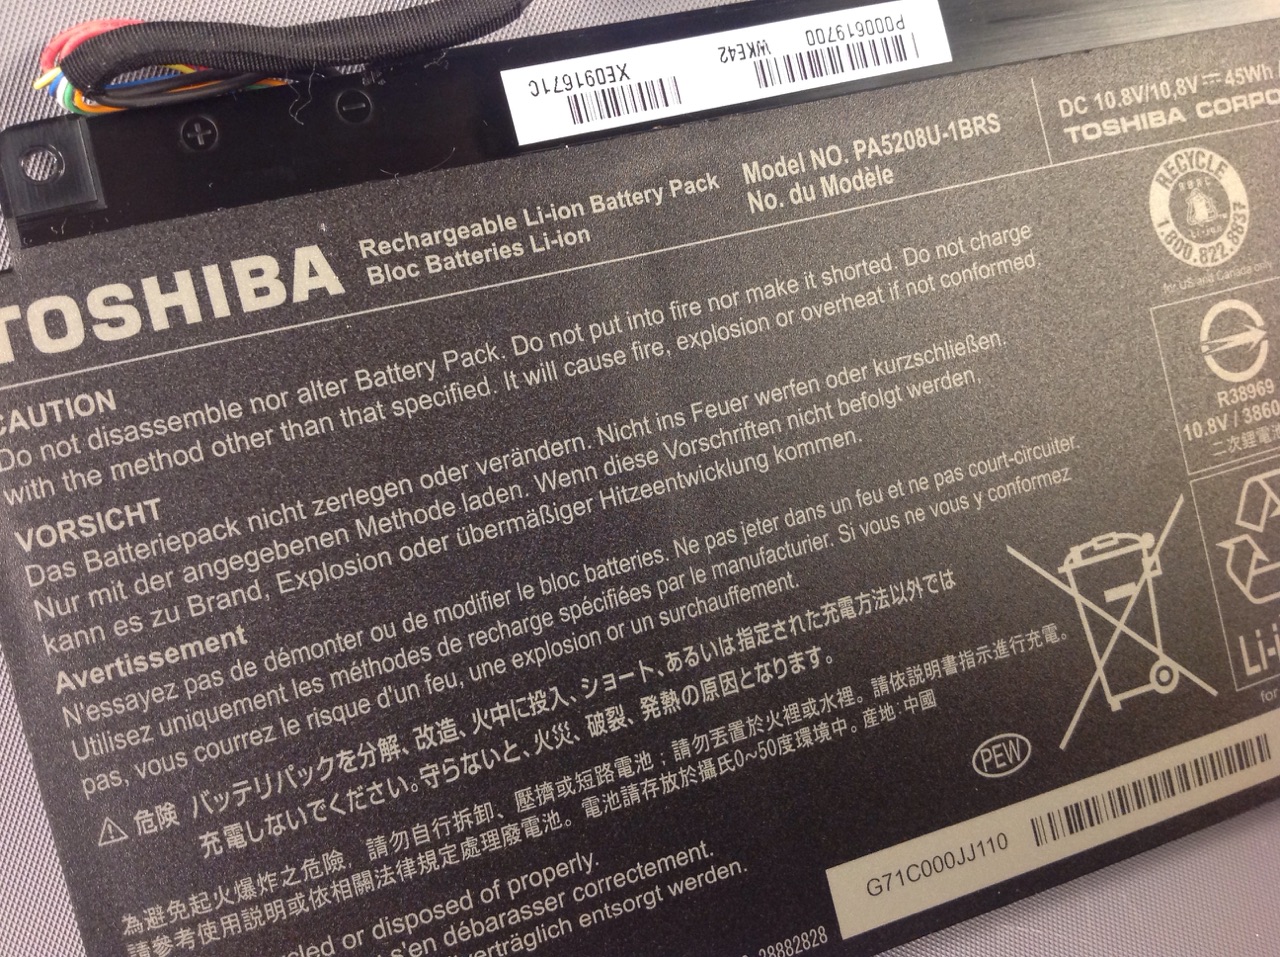 P000619700
WKE42
XE091671C
TOSHIBA
Rechargeable Li-ion Battery Pack
Bloc Batteries Li-ion
Model NO. PA5208U-1BRS
No. du Modèle
DC 10.8V/10,8V 45Wh
TOSHIBA
RECYCLE
1.800.822.8837
for US and Canada only
CAUTION
Do not disassemble nor alter Battery Pack. Do not put into fire nor make it shorted. Do not charge
with the method other than that specified. It will cause fire, explosion or overheat if not conformed.
VORSICHT
Das Batteriepack nicht zerlegen oder verändern. Nicht ins Feuer werfen oder kurzschließen.
Nur mit der angegebenen Methode laden. Wenn diese Vorschriften nicht befolgt werden,
kann es zu Brand, Explosion oder übermäßiger Hitzeentwicklung kommen.
Avertissement
N'essayez pas de démonter ou de modifier le bloc batteries. Ne pas jeter dans un feu et ne pas court-circuiter.
Utilisez uniquement les méthodes de recharge spécifiées par le manufacturier. Si vous ne vous y conformez
pas, vous courrez le risque d'un feu, une explosion or un surchauffement.
危険 バッテリパックを分解、改造、火中に投入、ショート、あるいは指定された充電方法以外では
充電しないでください。守らないと、火災、破裂、発熱の原因となります。
為避免起火爆炸之危險，請勿自行拆卸、壓擠或短路電池；請勿丟置於火裡或水裡。請依説明書指示進行充電。
請參考使用説明或依相關法律規定處理廢電池。電池請存放於攝氏0~50度環境中。產地:中國
R38969
10.8V / 3860
二次鋰電
PEW
G71C000JJ110
or disposed of properly.
s'en débarasser correctement.
entsorgt werden.
28882828